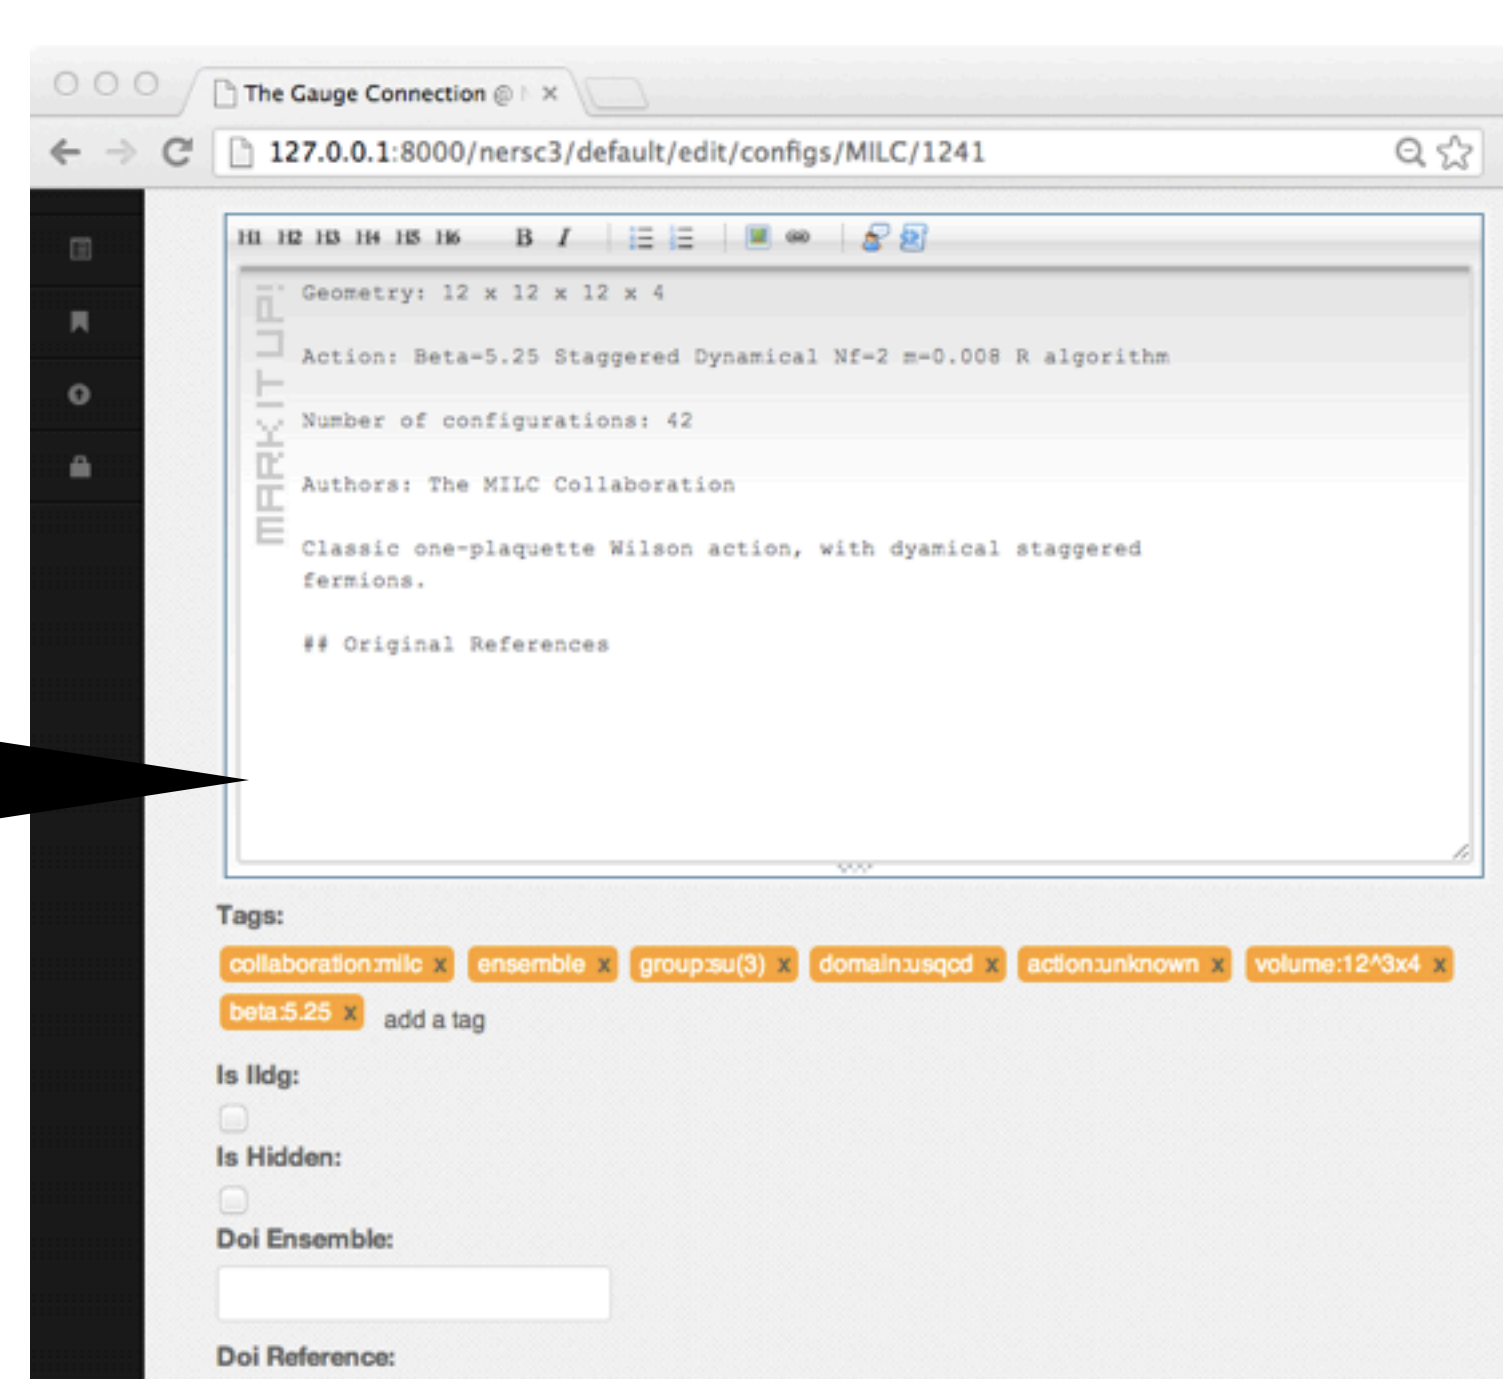 The Gauge Connection @
127.0.0.1:8000/nersc3/default/edit/configs/MILC/1241
H1 H2 H3 H4 H5 H6 B I
MARK IT UP!
Geometry: 12 x 12 x 12 x 4
Action: Beta=5.25 Staggered Dynamical Nf=2 m=0.008 R algorithm
Number of configurations: 42
Authors: The MILC Collaboration
Classic one-plaquette Wilson action, with dyamical staggered
fermions.
## Original References
Tags:
collaboration:milc x ensemble x group:su(3) x domain:usqcd x action:unknown x volume:12^3x4 x
beta:5.25 x add a tag
Is Ildg:
Is Hidden:
Doi Ensemble:
Doi Reference: